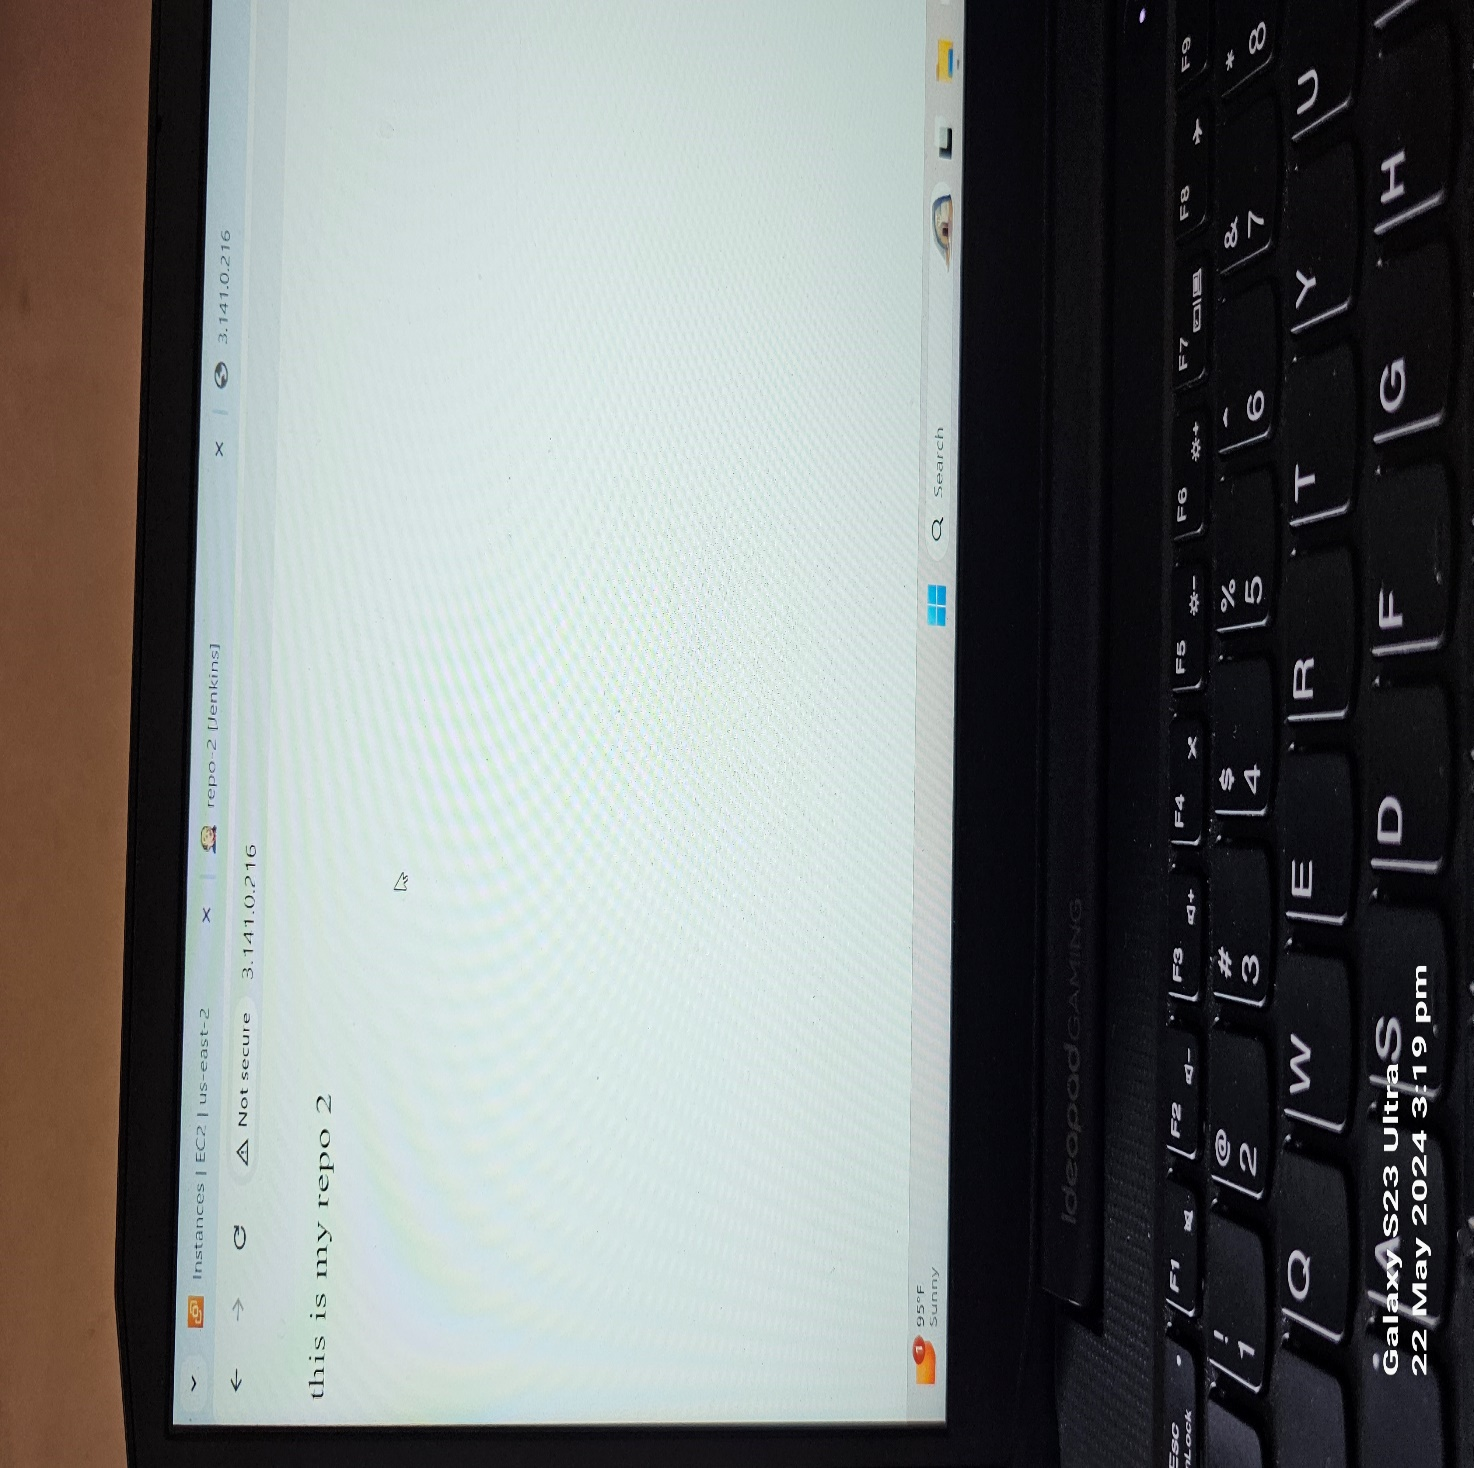 Instances | EC2 | us-east-2
repo-2 [Jenkins]
3.141.0.216
Not secure 3.141.0.216
this is my repo 2
1
95°F
Sunny
Search
ideapad GAMING
F1 F2 F3 F4 F5 F6 F7 F8 F9
! @ # $ % ^ & *
1 2 3 4 5 6 7 8
Q W E R T Y U
A S D F G H
Galaxy S23 Ultra
22 May 2024 3:19 pm